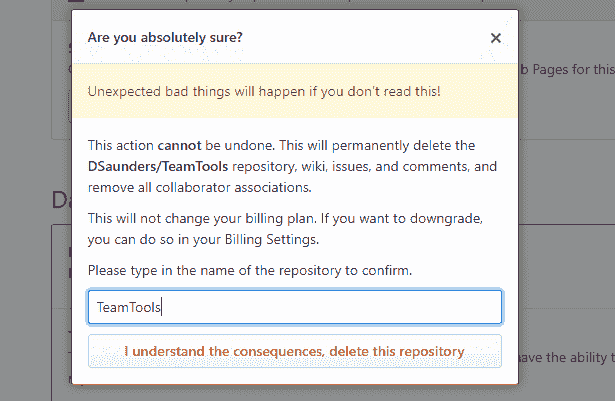 Are you absolutely sure?
Unexpected bad things will happen if you don't read this!
b Pages for this
This action cannot be undone. This will permanently delete the
DSaunders/TeamTools repository, wiki, issues, and comments, and
remove all collaborator associations.
This will not change your billing plan. If you want to downgrade,
you can do so in your Billing Settings.
Please type in the name of the repository to confirm.
TeamTools
I understand the consequences, delete this repository
have the ability t